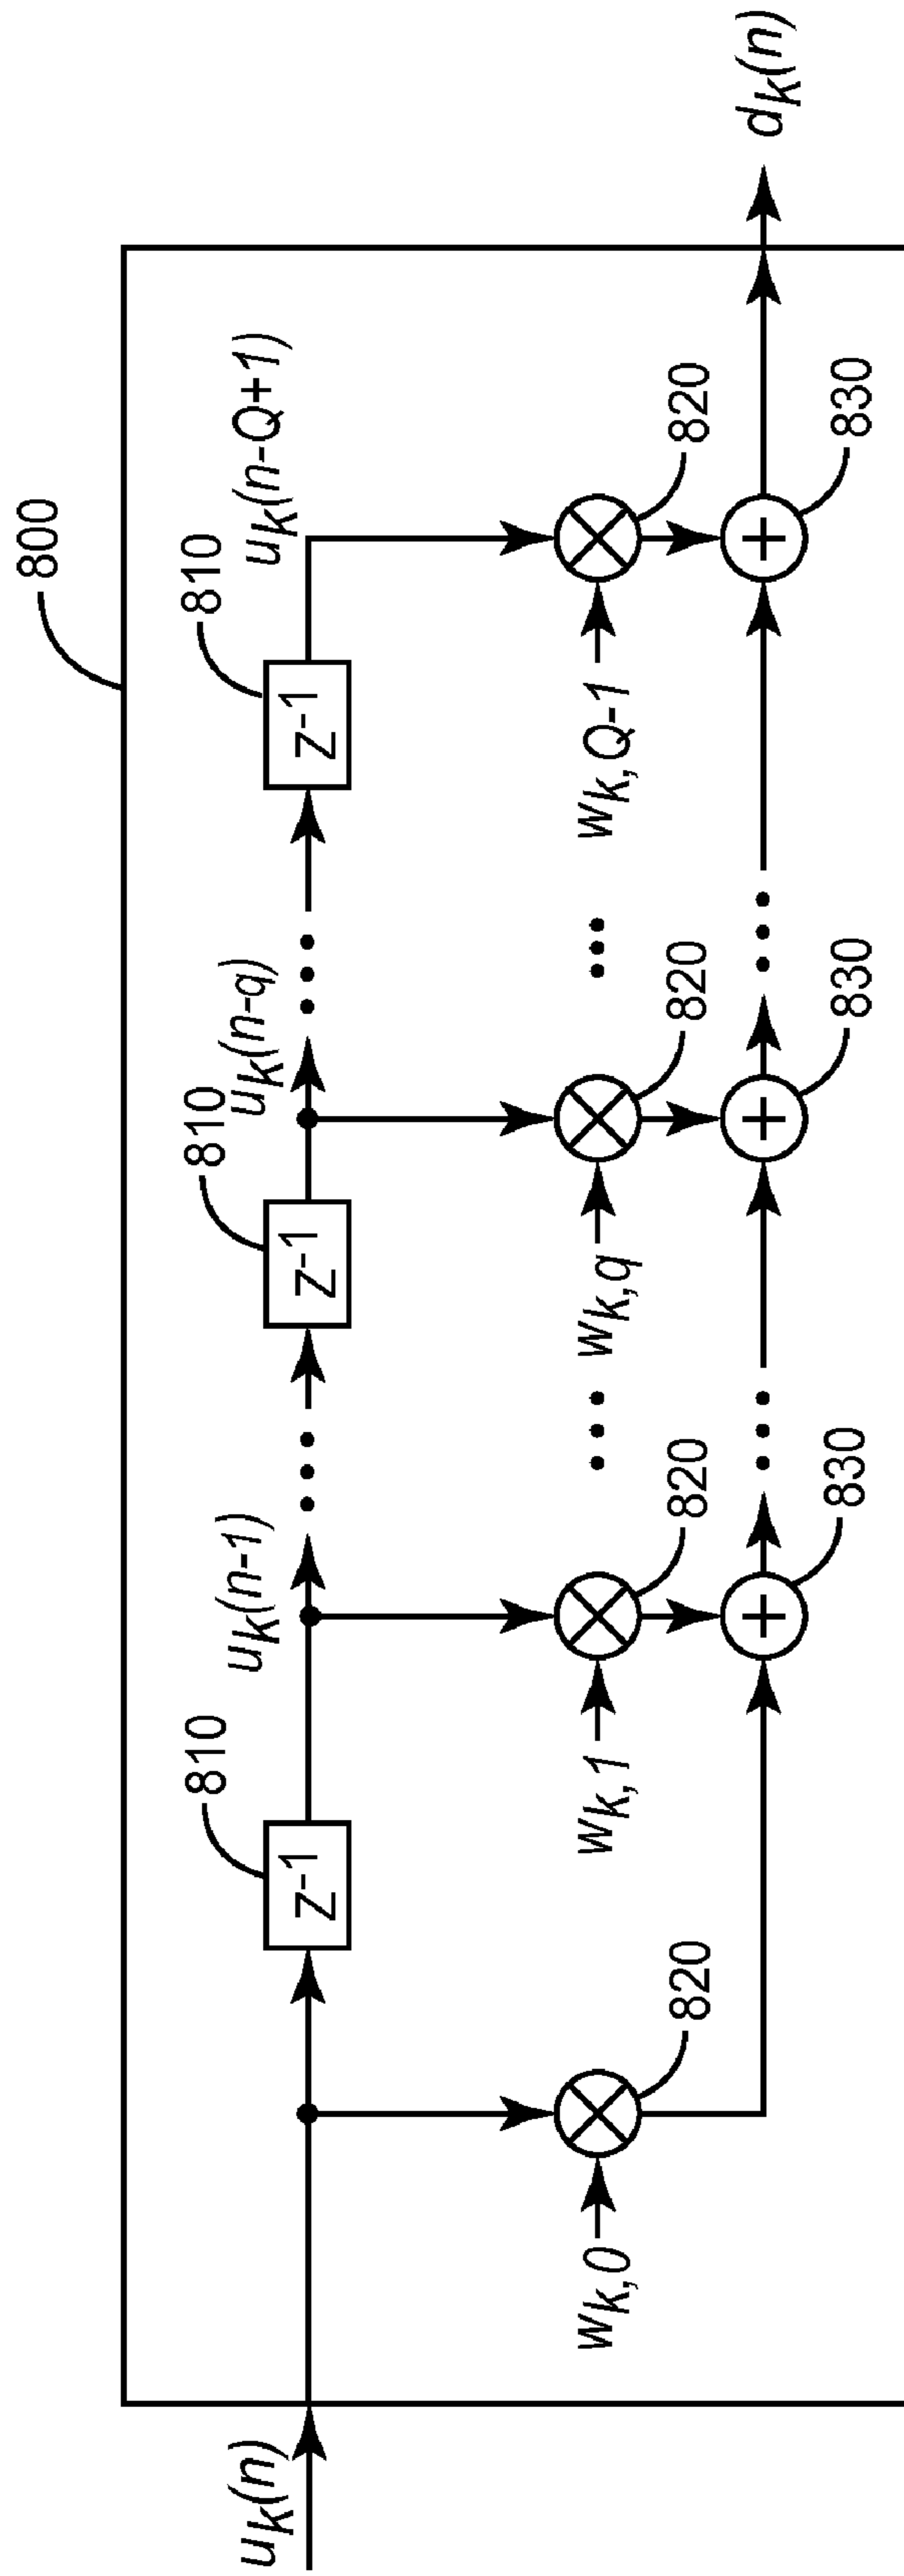 800
810
810
810
u_k(n)
u_k(n-1)
u_k(n-q)
u_k(n-Q+1)
z⁻¹
z⁻¹
z⁻¹
w_k,0
w_k,1
... w_k,q
... w_k,Q-1
820
820
820
820
830
830
830
d_k(n)